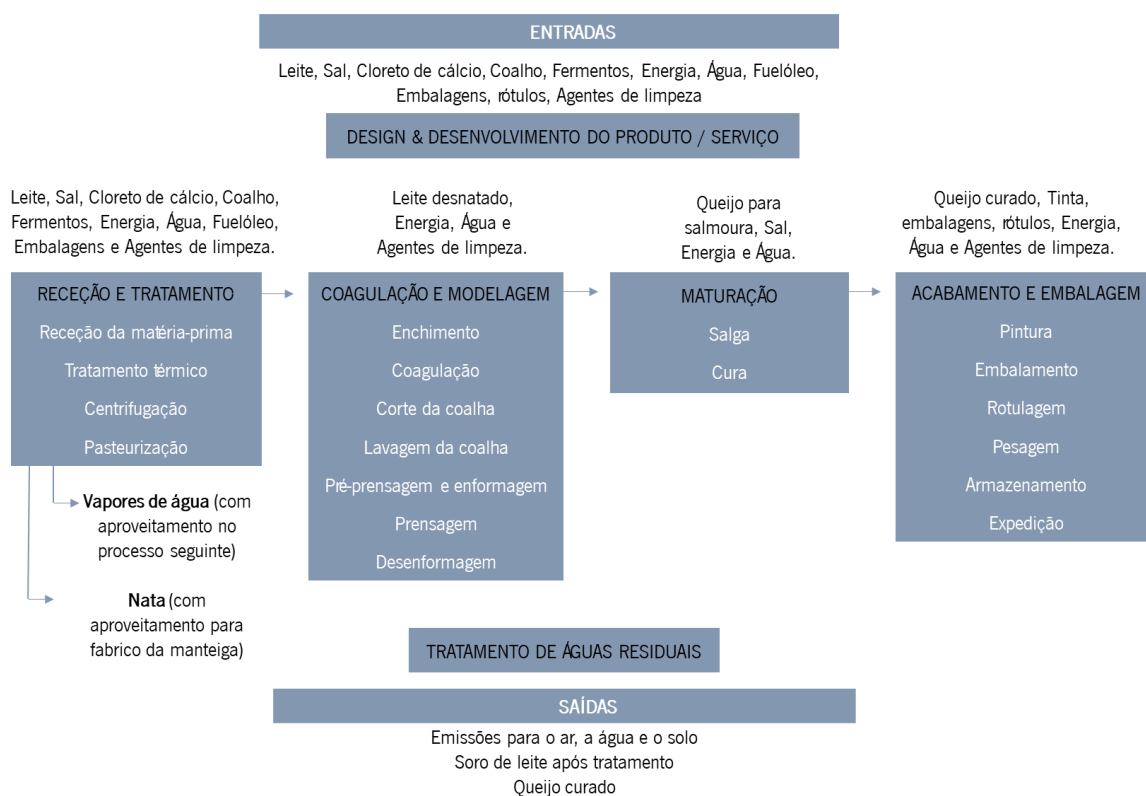 ENTRADAS
Leite, Sal, Cloreto de cálcio, Coalho, Fermentos, Energia, Água, Fuelóleo,
Embalagens, rótulos, Agentes de limpeza
DESIGN & DESENVOLVIMENTO DO PRODUTO / SERVIÇO
Leite, Sal, Cloreto de cálcio, Coalho,
Fermentos, Energia, Água, Fuelóleo,
Embalagens e Agentes de limpeza.
RECEÇÃO E TRATAMENTO
Receção da matéria-prima
Tratamento térmico
Centrifugação
Pasteurização
Vapores de água (com
aproveitamento no
processo seguinte)
Nata (com
aproveitamento para
fabrico da manteiga)
Leite desnatado,
Energia, Água e
Agentes de limpeza.
COAGULAÇÃO E MODELAGEM
Enchimento
Coagulação
Corte da coalha
Lavagem da coalha
Pré-prensagem e enformagem
Prensagem
Desenformagem
Queijo para
salmoura, Sal,
Energia e Água.
MATURAÇÃO
Salga
Cura
Queijo curado, Tinta,
embalagens, rótulos, Energia,
Água e Agentes de limpeza.
ACABAMENTO E EMBALAGEM
Pintura
Embalamento
Rotulagem
Pesagem
Armazenamento
Expedição
TRATAMENTO DE ÁGUAS RESIDUAIS
SAÍDAS
Emissões para o ar, a água e o solo
Soro de leite após tratamento
Queijo curado